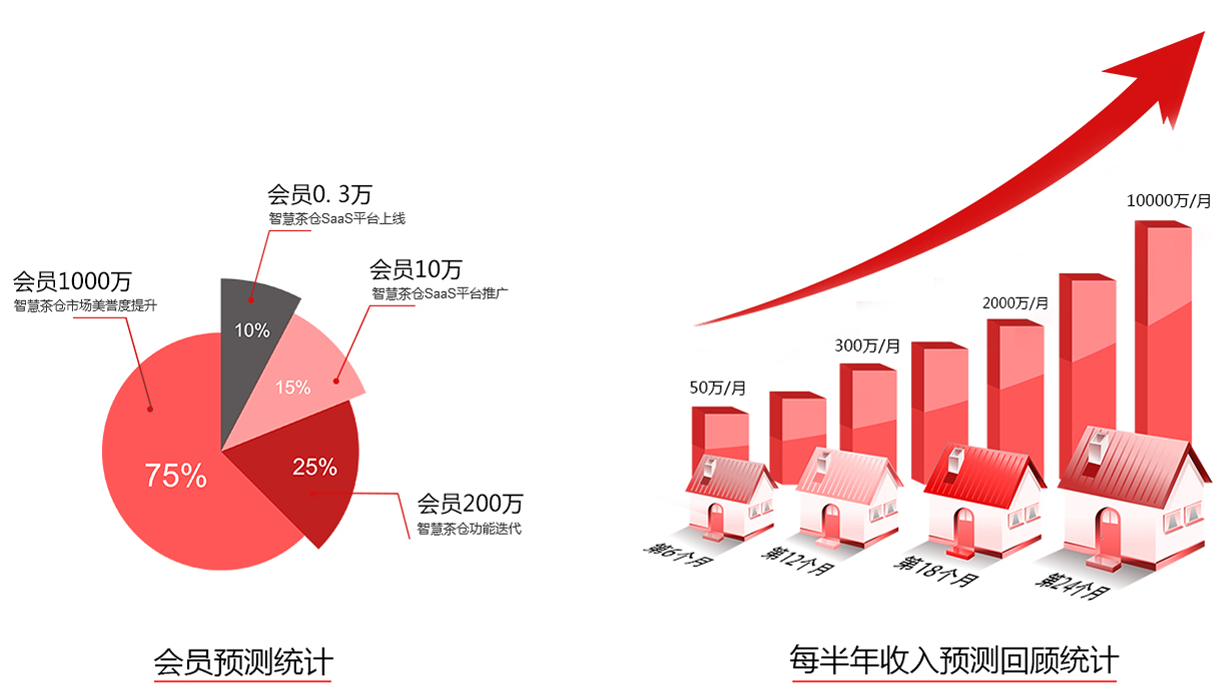 会员0. 3万
智慧茶仓SaaS平台上线
会员10万
智慧茶仓SaaS平台推广
会员1000万
智慧茶仓市场美誉度提升
10%
15%
75%
25%
会员200万
智慧茶仓功能迭代
会员预测统计
10000万/月
2000万/月
300万/月
50万/月
第6个月
第12个月
第18个月
第24个月
每半年收入预测回顾统计